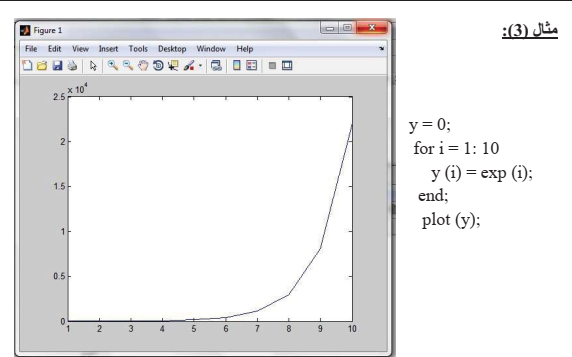 مثال (3):
Figure 1
File Edit View Insert Tools Desktop Window Help
2.5 x 10^4
2
1.5
1
0.5
0
1 2 3 4 5 6 7 8 9 10
y = 0;
for i = 1: 10
y (i) = exp (i);
end;
plot (y);